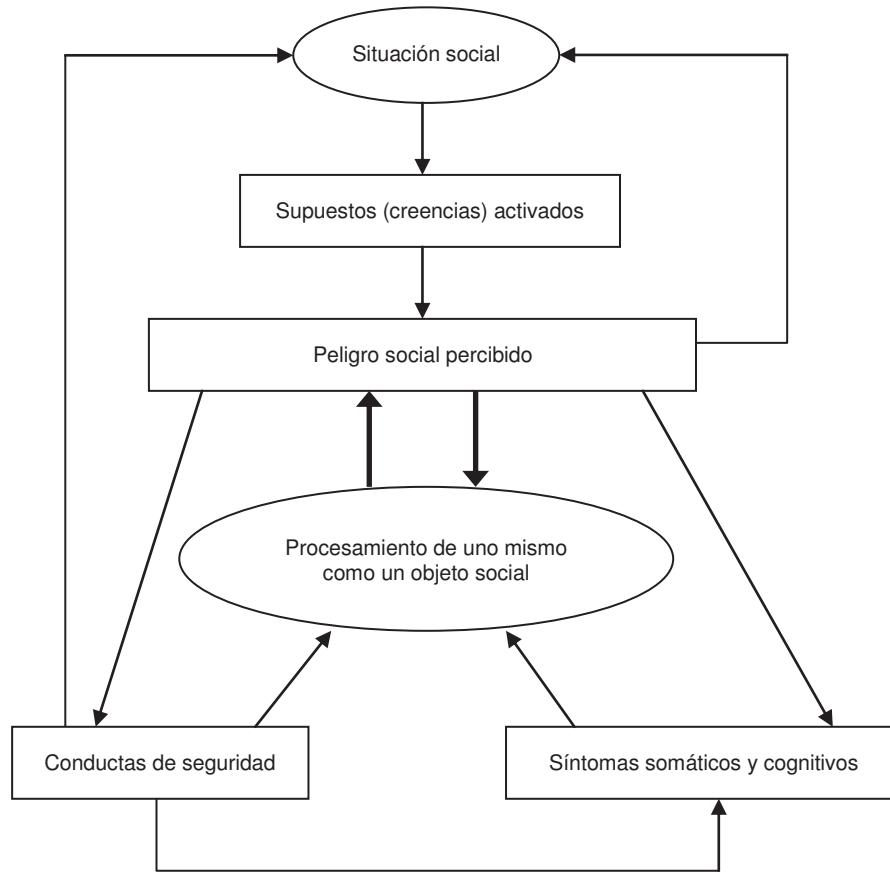 Situación social
Supuestos (creencias) activados
Peligro social percibido
Procesamiento de uno mismo
como un objeto social
Conductas de seguridad
Síntomas somáticos y cognitivos